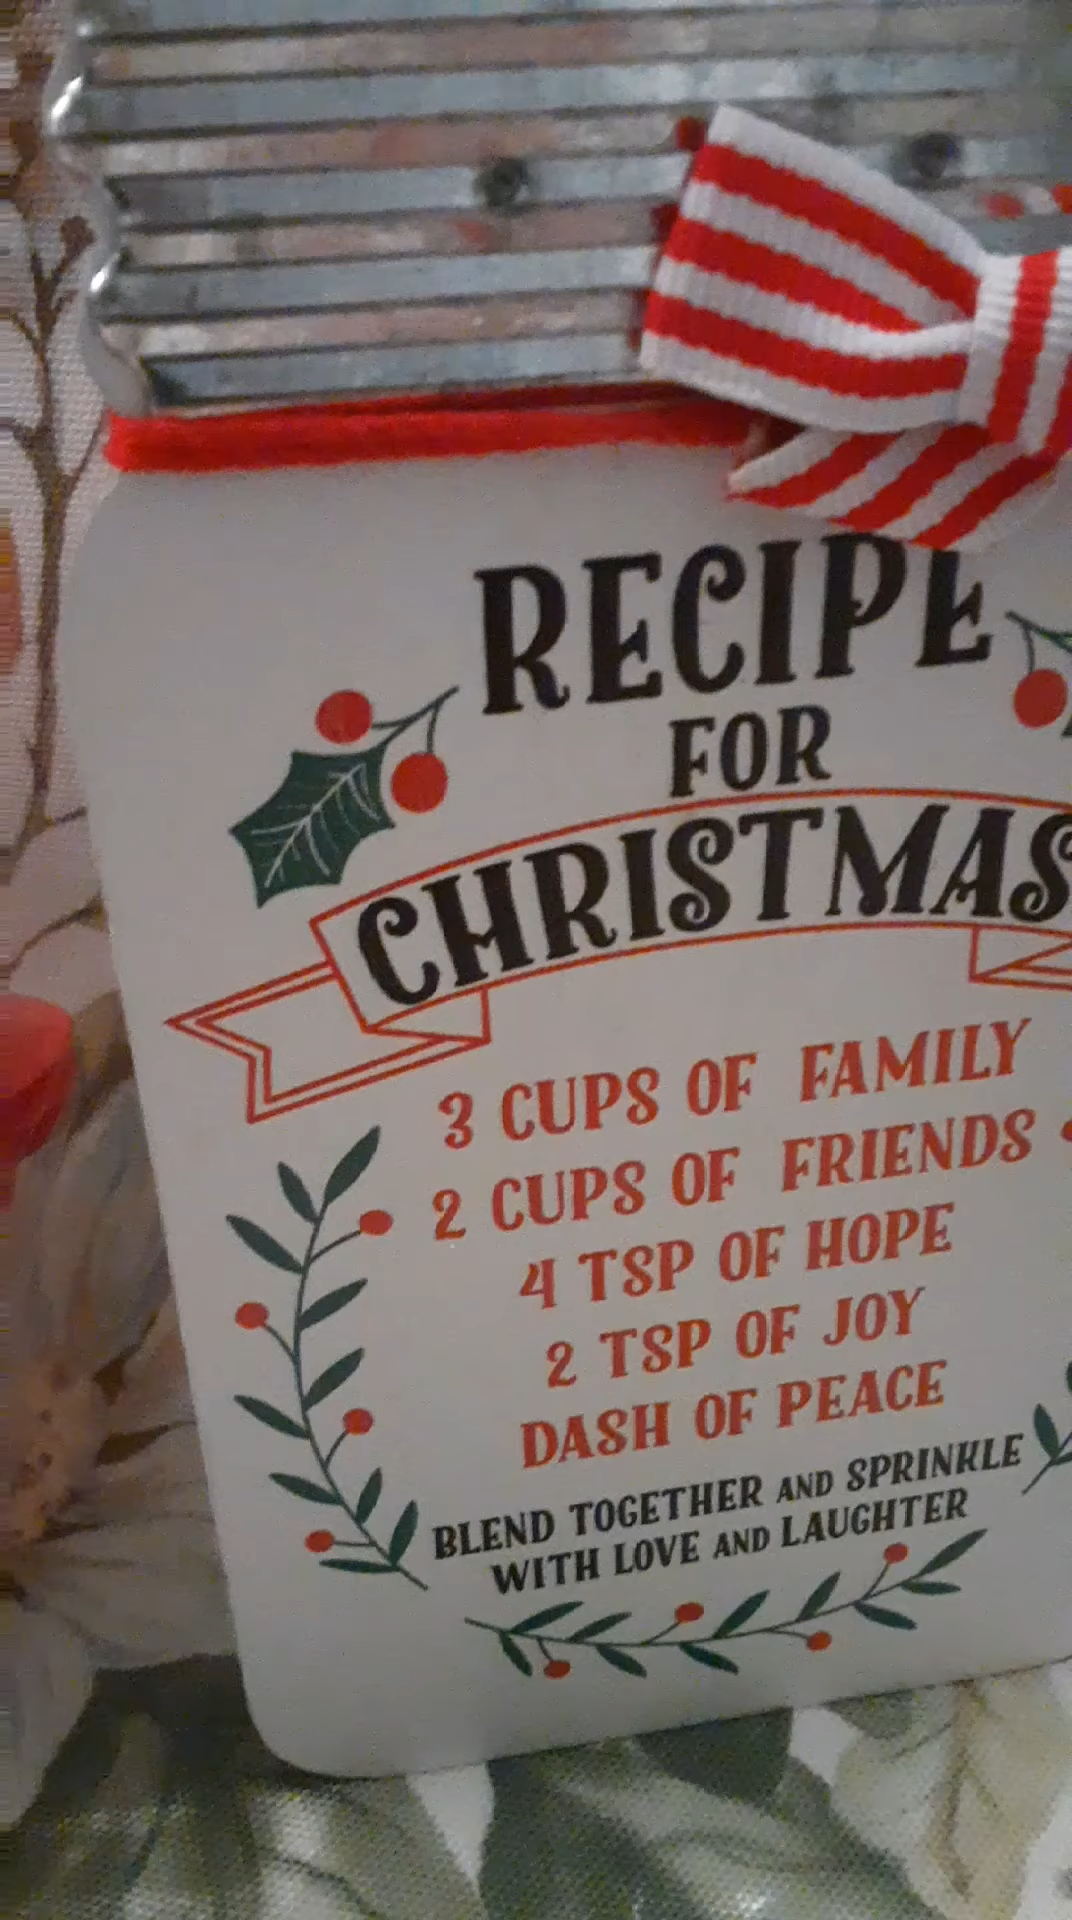 RECIPE
FOR
CHRISTMAS
3 CUPS OF FAMILY
2 CUPS OF FRIENDS
4 TSP OF HOPE
2 TSP OF JOY
DASH OF PEACE
BLEND TOGETHER AND SPRINKLE
WITH LOVE AND LAUGHTER